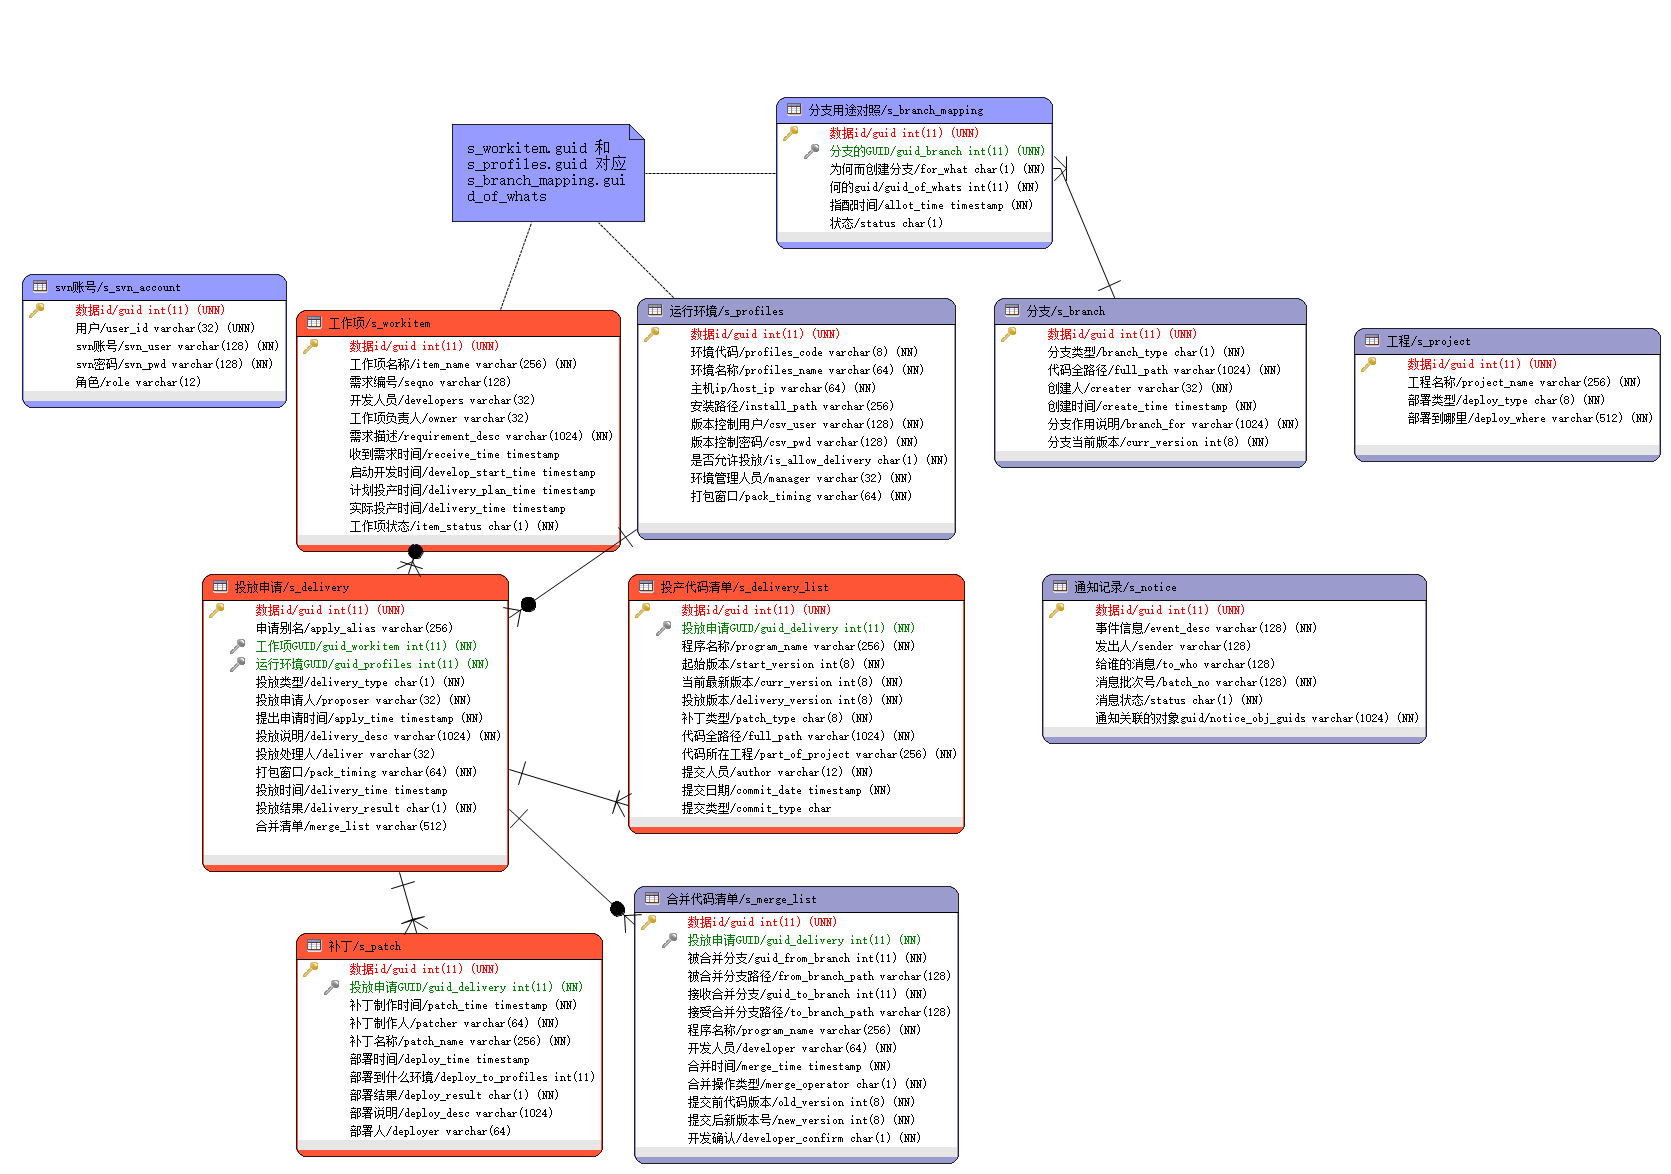 分支用途对照/s_branch_mapping
数据id/guid int(11) (UNN)
分支的GUID/guid_branch int(11) (UNN)
为何而创建分支/for_what char(1) (NN)
何的guid/guid_of_whats int(11) (NN)
指配时间/allot_time timestamp (NN)
状态/status char(1)
s_workitem.guid 和
s_profiles.guid 对应
s_branch_mapping.gui
d_of_whats
svn账号/s_svn_account
数据id/guid int(11) (UNN)
用户/user_id varchar(32) (UNN)
svn账号/svn_user varchar(128) (NN)
svn密码/svn_pwd varchar(128) (NN)
角色/role varchar(12)
工作项/s_workitem
数据id/guid int(11) (UNN)
工作项名称/item_name varchar(256) (NN)
需求编号/seqno varchar(128)
开发人员/developers varchar(32)
工作项负责人/owner varchar(32)
需求描述/requirement_desc varchar(1024) (NN)
收到需求时间/receive_time timestamp
启动开发时间/develop_start_time timestamp
计划投产时间/delivery_plan_time timestamp
实际投产时间/delivery_time timestamp
工作项状态/item_status char(1) (NN)
运行环境/s_profiles
数据id/guid int(11) (UNN)
环境代码/profiles_code varchar(8) (NN)
环境名称/profiles_name varchar(64) (NN)
主机ip/host_ip varchar(64) (NN)
安装路径/install_path varchar(256)
版本控制用户/csv_user varchar(128) (NN)
版本控制密码/csv_pwd varchar(128) (NN)
是否允许投放/is_allow_delivery char(1) (NN)
环境管理人员/manager varchar(32) (NN)
打包窗口/pack_timing varchar(64) (NN)
分支/s_branch
数据id/guid int(11) (UNN)
分支类型/branch_type char(1) (NN)
代码全路径/full_path varchar(1024) (NN)
创建人/creater varchar(32) (NN)
创建时间/create_time timestamp (NN)
分支作用说明/branch_for varchar(1024) (NN)
分支当前版本/curr_version int(8) (NN)
工程/s_project
数据id/guid int(11) (UNN)
工程名称/project_name varchar(256) (NN)
部署类型/deploy_type char(8) (NN)
部署到哪里/deploy_where varchar(512) (NN)
投放申请/s_delivery
数据id/guid int(11) (UNN)
申请别名/apply_alias varchar(256)
工作项GUID/guid_workitem int(11) (NN)
运行环境GUID/guid_profiles int(11) (NN)
投放类型/delivery_type char(1) (NN)
投放申请人/proposer varchar(32) (NN)
提出申请时间/apply_time timestamp (NN)
投放说明/delivery_desc varchar(1024) (NN)
投放处理人/deliver varchar(32)
打包窗口/pack_timing varchar(64) (NN)
投放时间/delivery_time timestamp
投放结果/delivery_result char(1) (NN)
合并清单/merge_list varchar(512)
投产代码清单/s_delivery_list
数据id/guid int(11) (UNN)
投放申请GUID/guid_delivery int(11) (NN)
程序名称/program_name varchar(256) (NN)
起始版本/start_version int(8) (NN)
当前最新版本/curr_version int(8) (NN)
投放版本/delivery_version int(8) (NN)
补丁类型/patch_type char(8) (NN)
代码全路径/full_path varchar(1024) (NN)
代码所在工程/part_of_project varchar(256) (NN)
提交人员/author varchar(12) (NN)
提交日期/commit_date timestamp (NN)
提交类型/commit_type char
通知记录/s_notice
数据id/guid int(11) (UNN)
事件信息/event_desc varchar(128) (NN)
发出人/sender varchar(128)
给谁的消息/to_who varchar(128)
消息批次号/batch_no varchar(128) (NN)
消息状态/status char(1) (NN)
通知关联的对象guid/notice_obj_guids varchar(1024) (NN)
补丁/s_patch
数据id/guid int(11) (UNN)
投放申请GUID/guid_delivery int(11) (NN)
补丁制作时间/patch_time timestamp (NN)
补丁制作人/patcher varchar(64) (NN)
补丁名称/patch_name varchar(256) (NN)
部署时间/deploy_time timestamp
部署到什么环境/deploy_to_profiles int(11)
部署结果/deploy_result char(1) (NN)
部署说明/deploy_desc varchar(1024)
部署人/deployer varchar(64)
合并代码清单/s_merge_list
数据id/guid int(11) (UNN)
投放申请GUID/guid_delivery int(11) (NN)
被合并分支/guid_from_branch int(11) (NN)
被合并分支路径/from_branch_path varchar(128)
接收合并分支/guid_to_branch int(11) (NN)
接受合并分支路径/to_branch_path varchar(128)
程序名称/program_name varchar(256) (NN)
开发人员/developer varchar(64) (NN)
合并时间/merge_time timestamp (NN)
合并操作类型/merge_operator char(1) (NN)
提交前代码版本/old_version int(8) (NN)
提交后新版本号/new_version int(8) (NN)
开发确认/developer_confirm char(1) (NN)